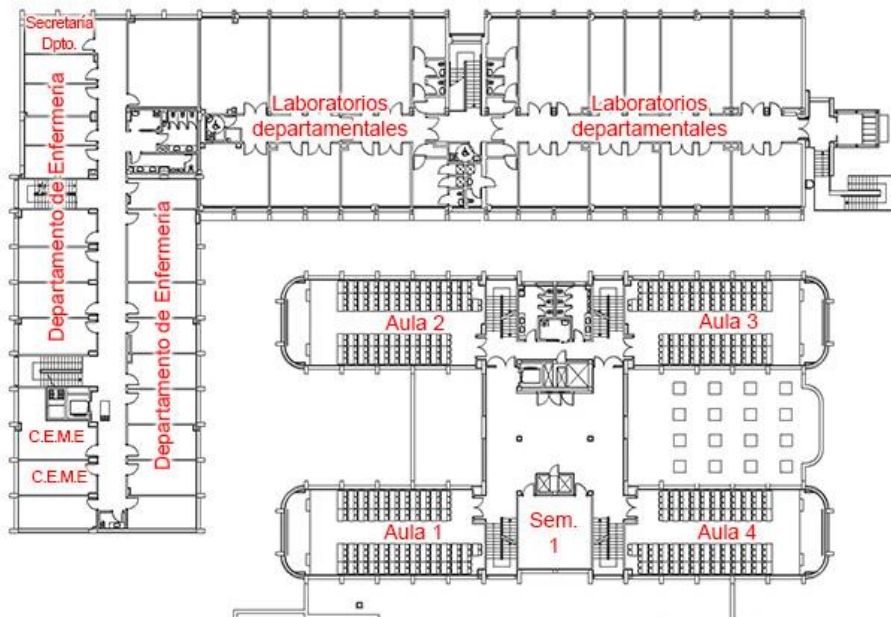 Secretaría
Dpto.
Departamento de Enfermería
Departamento de Enfermería
Laboratorios
departamentales
Laboratorios
departamentales
C.E.M.E
C.E.M.E
Aula 2
Aula 3
Aula 1
Sem.
1
Aula 4